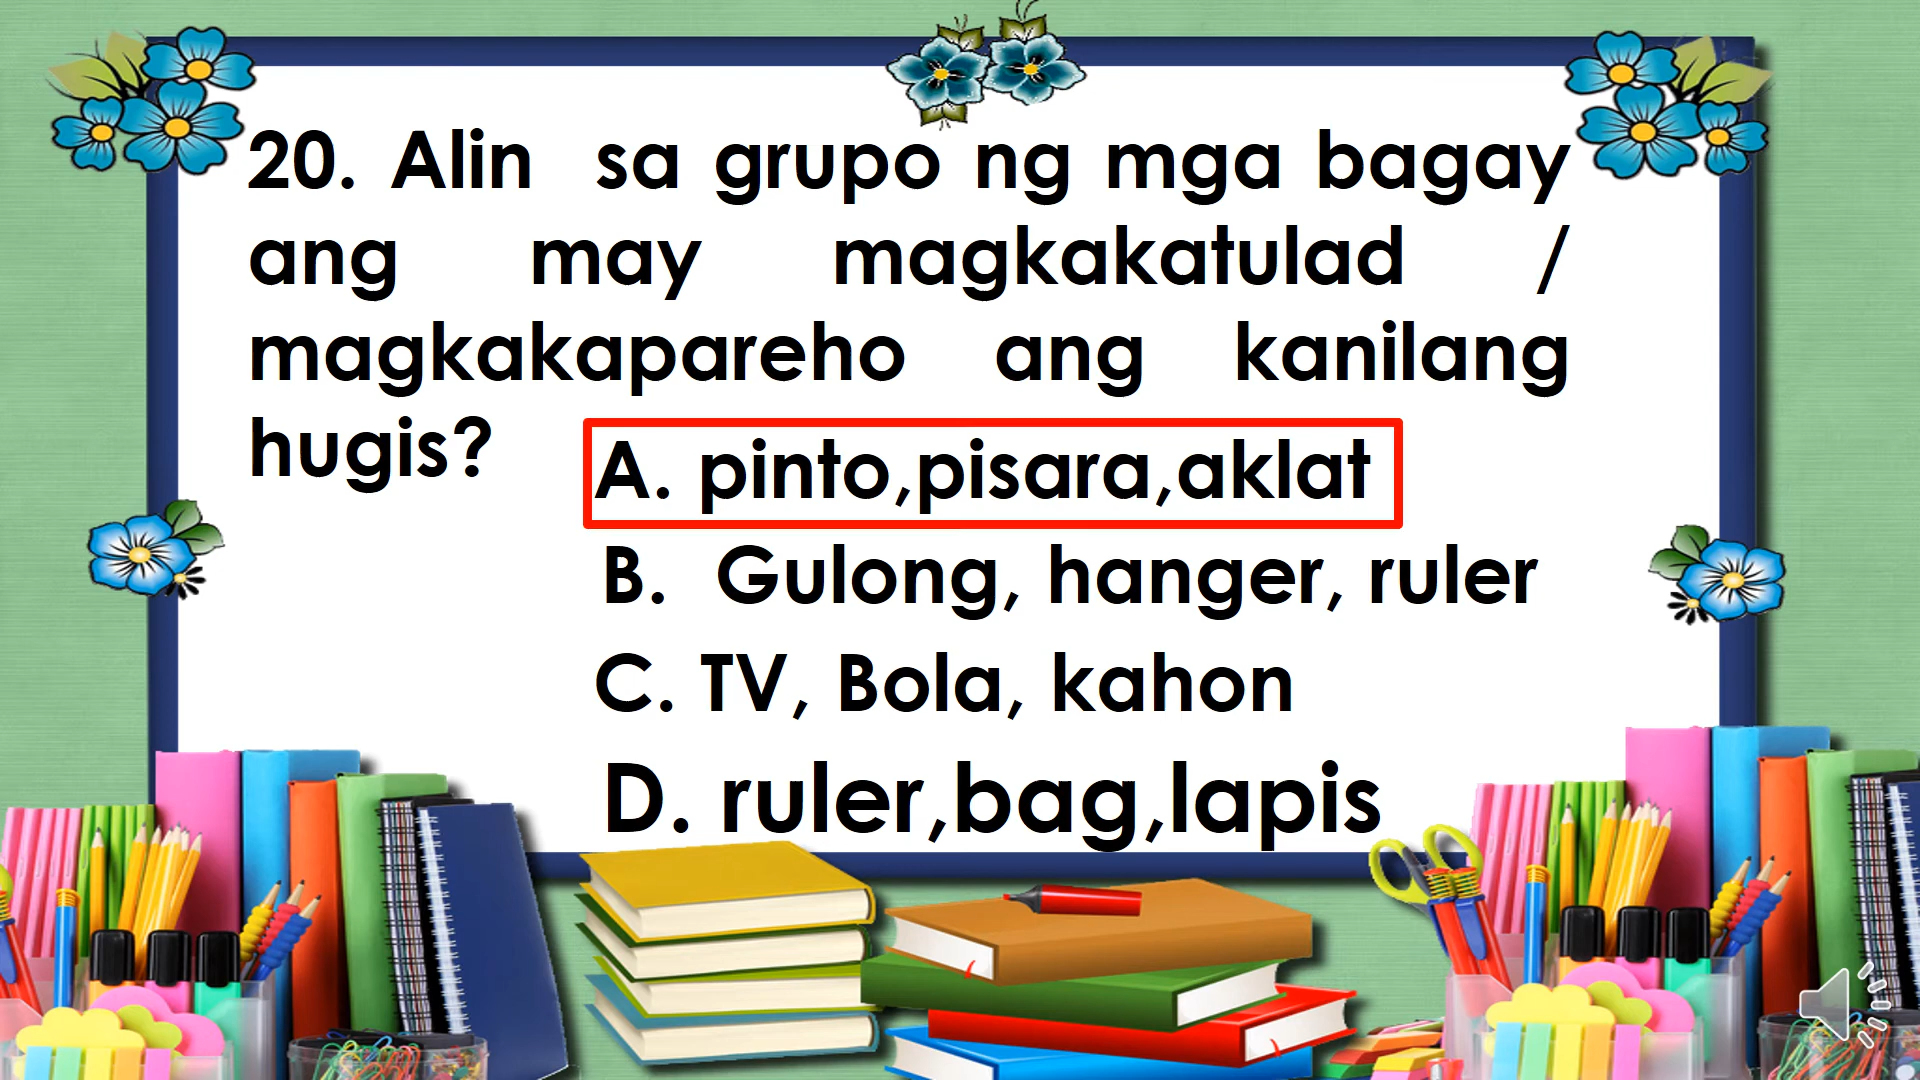 20. Alin sa grupo ng mga bagay
ang may magkakatulad /
magkakapareho ang kanilang
hugis?
A. pinto,pisara,aklat
B. Gulong, hanger, ruler
C. TV, Bola, kahon
D. ruler,bag,lapis